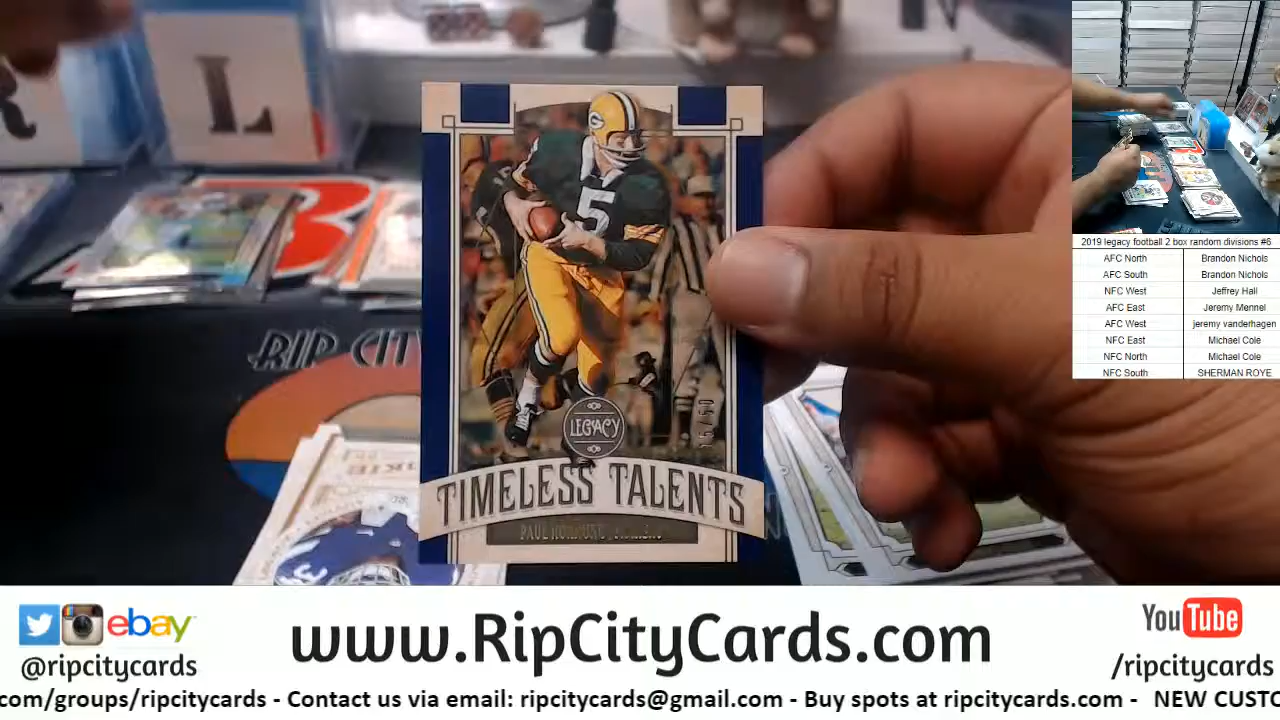 L
RIP CITY
5
G
LEGACY
TIMELESS TALENTS
PAUL
2019 legacy football 2 box random divisions #6
AFC North Brandon Nichols
AFC South Brandon Nichols
NFC West Jeffrey Hall
AFC East Jeremy Mennel
AFC West jeremy vanderhagen
NFC East Michael Cole
NFC North Michael Cole
NFC South SHERMAN ROYE
ebay
@ripcitycards
www.RipCityCards.com
YouTube
/ripcitycards
com/groups/ripcitycards - Contact us via email: ripcitycards@gmail.com - Buy spots at ripcitycards.com - NEW CUSTO